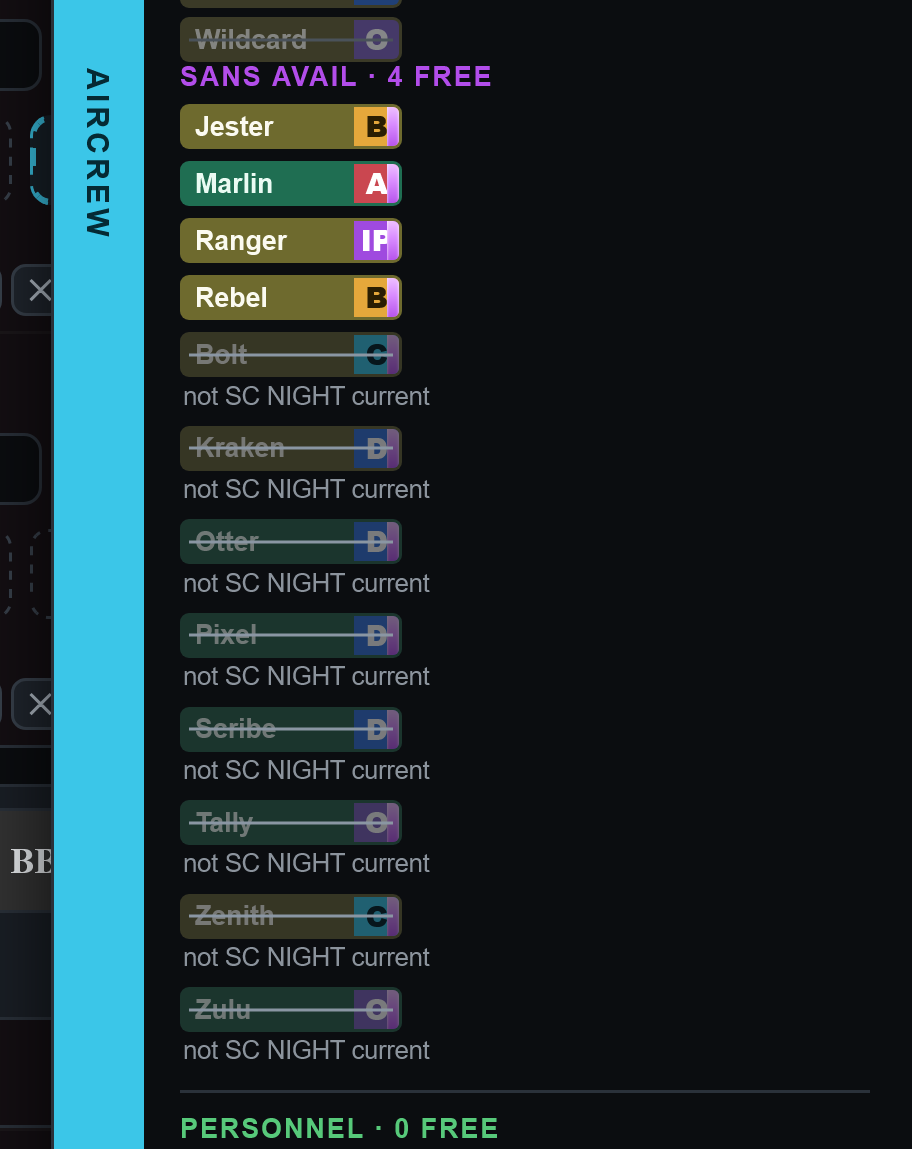 AIRCREW
Wildcard O
SANS AVAIL · 4 FREE
Jester B
Marlin A
Ranger IP
Rebel B
Bolt C
not SC NIGHT current
Kraken D
not SC NIGHT current
Otter D
not SC NIGHT current
Pixel D
not SC NIGHT current
Scribe D
not SC NIGHT current
Tally O
not SC NIGHT current
Zenith C
not SC NIGHT current
Zulu O
not SC NIGHT current
PERSONNEL · 0 FREE